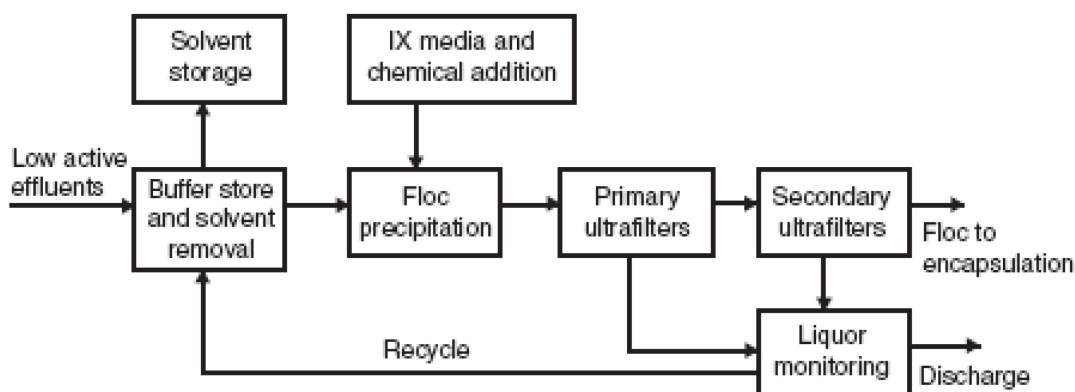 Solvent
storage
IX media and
chemical addition
Low active
effluents
Buffer store
and solvent
removal
Floc
precipitation
Primary
ultrafilters
Secondary
ultrafilters
Floc to
encapsulation
Recycle
Liquor
monitoring
Discharge